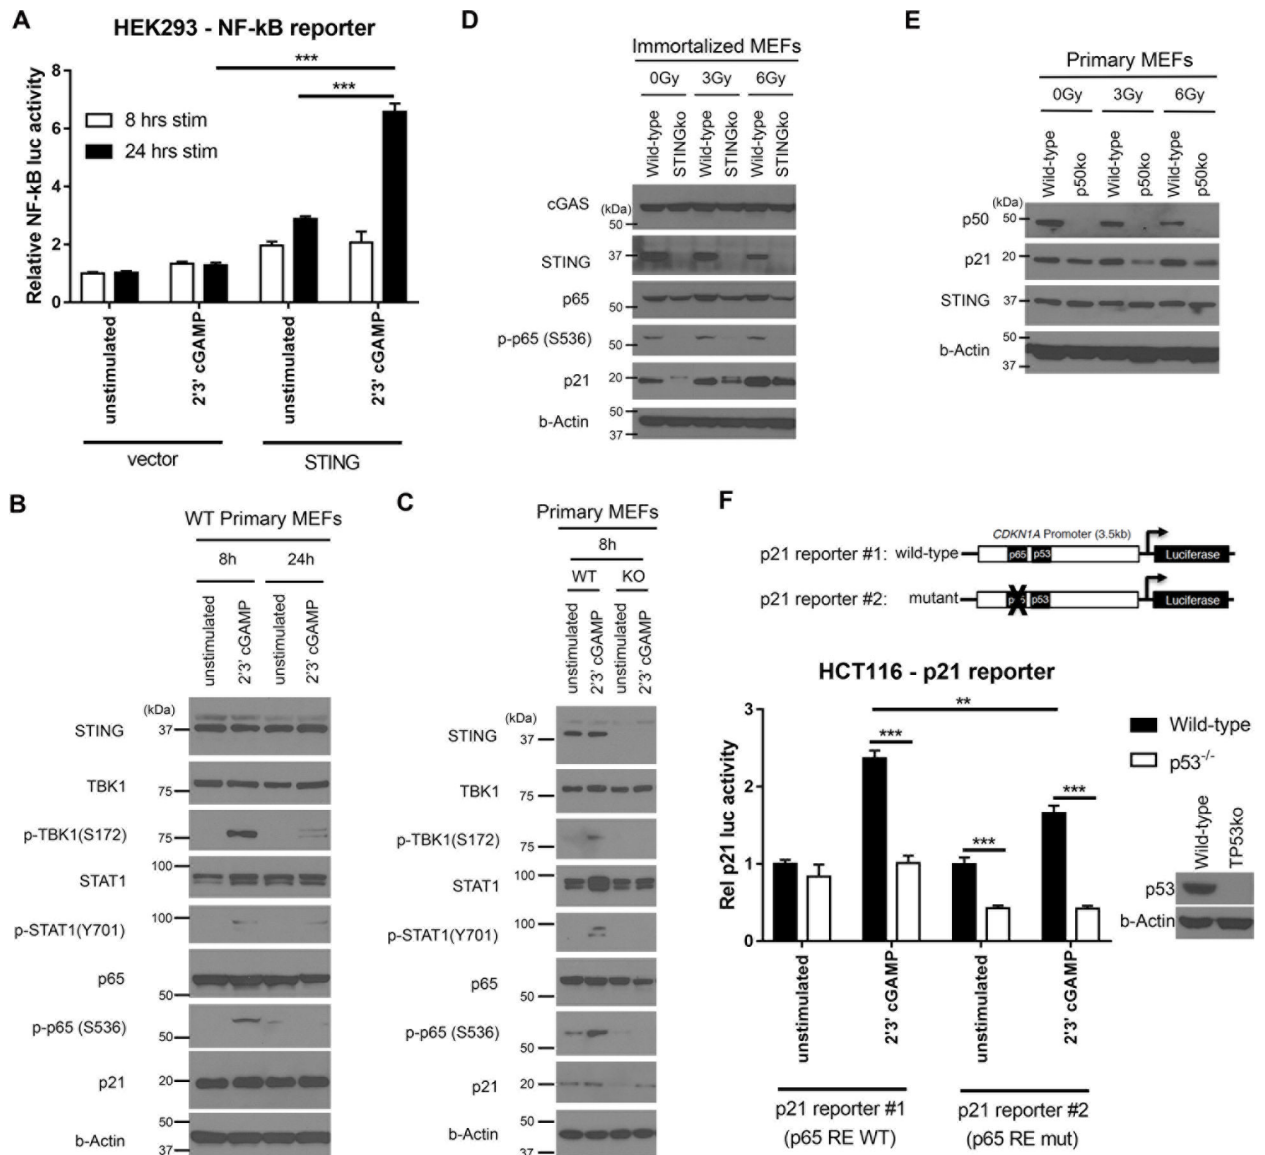 A
HEK293 - NF-kB reporter
***
***
Relative NF-kB luc activity
8
6
4
2
0
8 hrs stim
24 hrs stim
unstimulated
2'3' cGAMP
unstimulated
2'3' cGAMP
vector
STING
D
Immortalized MEFs
0Gy 3Gy 6Gy
Wild-type
STINGko
Wild-type
STINGko
Wild-type
STINGko
cGAS (kDa)
50
STING 37
p65
50
p-p65 (S536)
50
p21 20
b-Actin 50
37
E
Primary MEFs
0Gy 3Gy 6Gy
Wild-type
p50ko
Wild-type
p50ko
Wild-type
p50ko
(kDa)
p50 50
p21 20
STING 37
b-Actin 50
37
B
WT Primary MEFs
8h 24h
unstimulated
2'3' cGAMP
unstimulated
2'3' cGAMP
(kDa)
STING 37
TBK1 75
p-TBK1(S172) 75
100
STAT1
p-STAT1(Y701) 100
p65
50
p-p65 (S536) 50
p21 20
b-Actin 50
37
C
Primary MEFs
8h
WT KO
unstimulated
2'3' cGAMP
unstimulated
2'3' cGAMP
(kDa)
STING 37
TBK1 75
p-TBK1(S172) 75
STAT1 100
p-STAT1(Y701) 100
p65
50
p-p65 (S536)
50
p21 20
b-Actin 50
37
F
CDKN1A Promoter (3.5kb)
p21 reporter #1: wild-type p65 p53 Luciferase
p21 reporter #2: mutant p53 Luciferase
HCT116 - p21 reporter
Rel p21 luc activity
3
2
1
0
**
***
***
***
Wild-type
p53-/-
unstimulated
2'3' cGAMP
unstimulated
2'3' cGAMP
p21 reporter #1
(p65 RE WT)
p21 reporter #2
(p65 RE mut)
Wild-type
TP53ko
p53
b-Actin